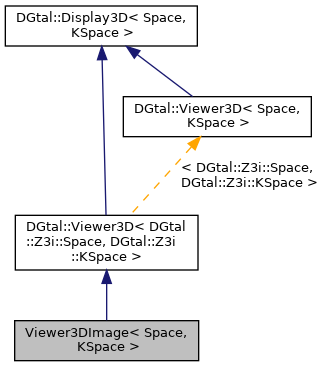 DGtal::Display3D< Space,
KSpace >
DGtal::Viewer3D< Space,
KSpace >
< DGtal::Z3i::Space,
DGtal::Z3i::KSpace >
DGtal::Viewer3D< DGtal
::Z3i::Space, DGtal::Z3i
::KSpace >
Viewer3DImage< Space,
KSpace >